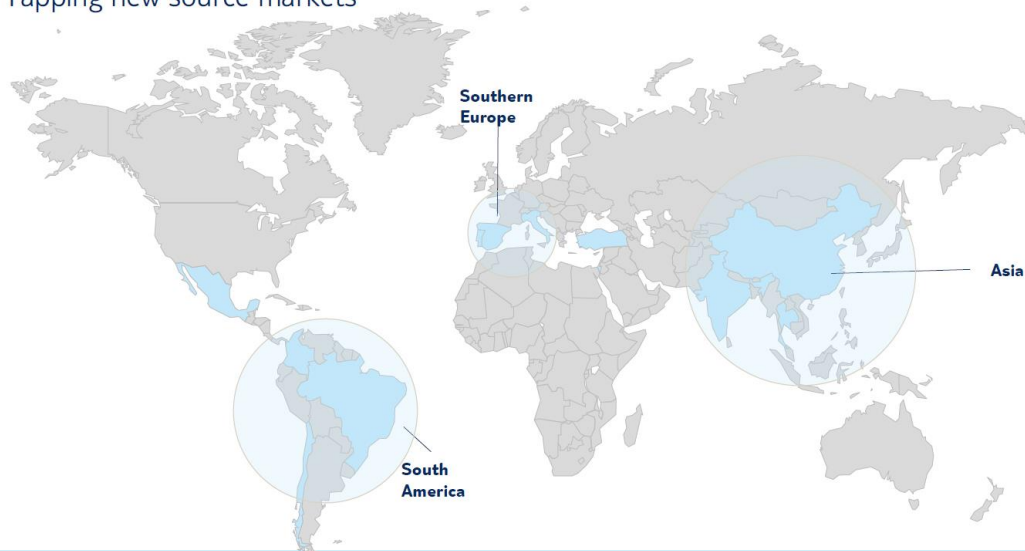 Tapping new source markets
Southern
Europe
Asia
South
America